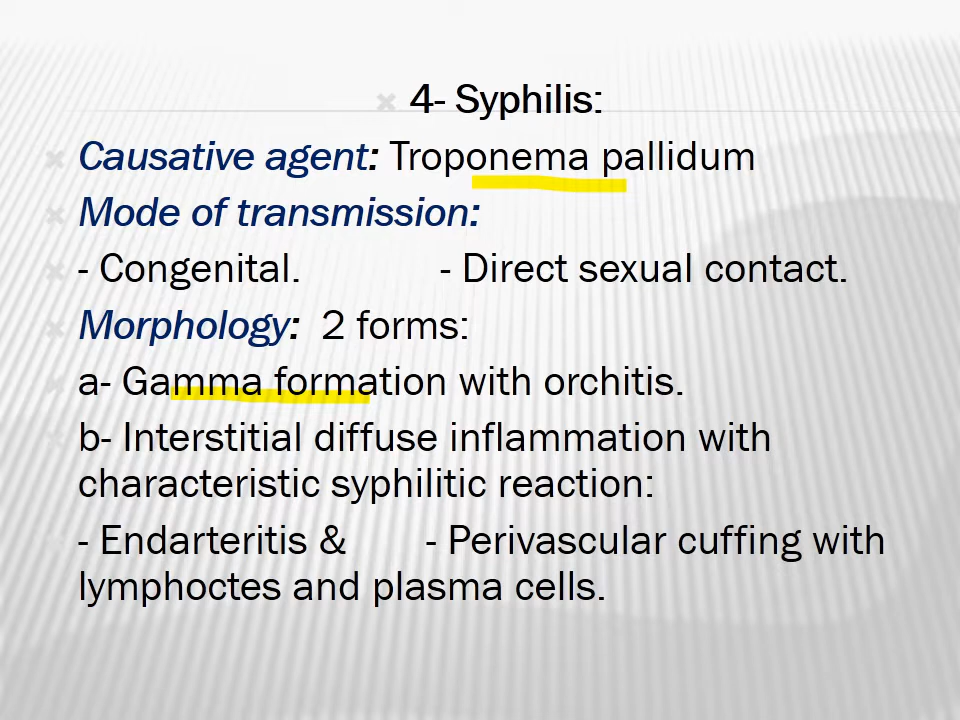 4- Syphilis:
Causative agent: Troponema pallidum
Mode of transmission:
- Congenital. - Direct sexual contact.
Morphology: 2 forms:
a- Gamma formation with orchitis.
b- Interstitial diffuse inflammation with
characteristic syphilitic reaction:
- Endarteritis & - Perivascular cuffing with
lymphoctes and plasma cells.